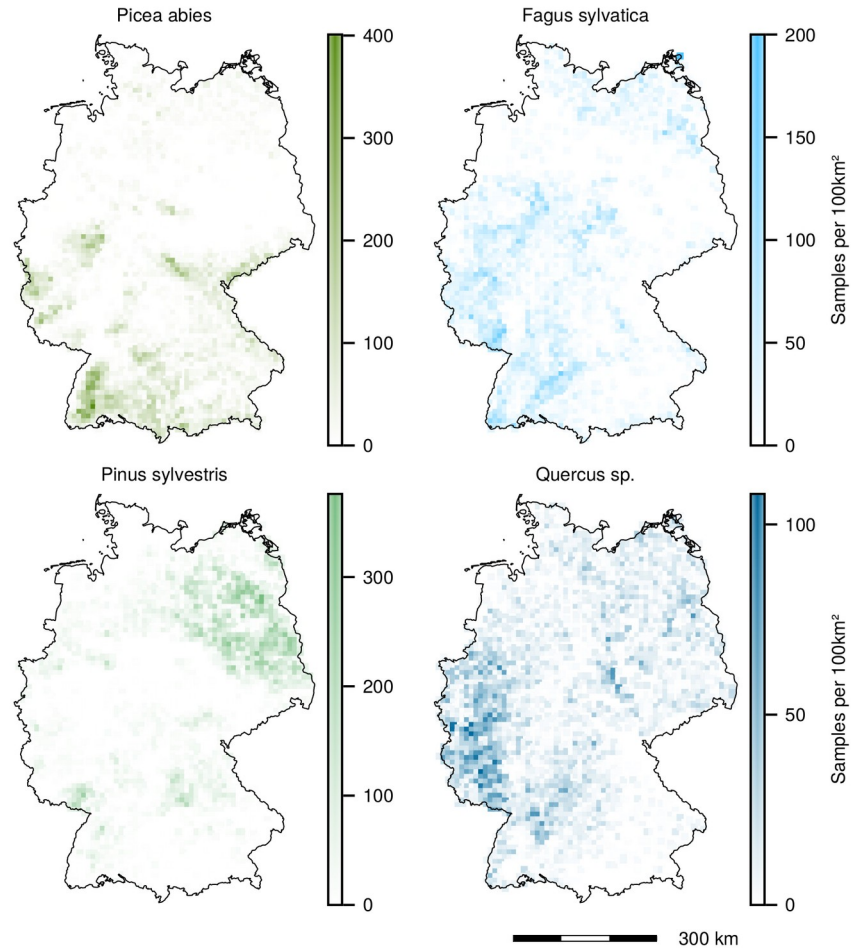 Picea abies
Fagus sylvatica
400
300
200
100
0
200
150
100
50
0
Samples per 100km²
Pinus sylvestris
Quercus sp.
300
200
100
0
100
50
0
Samples per 100km²
300 km